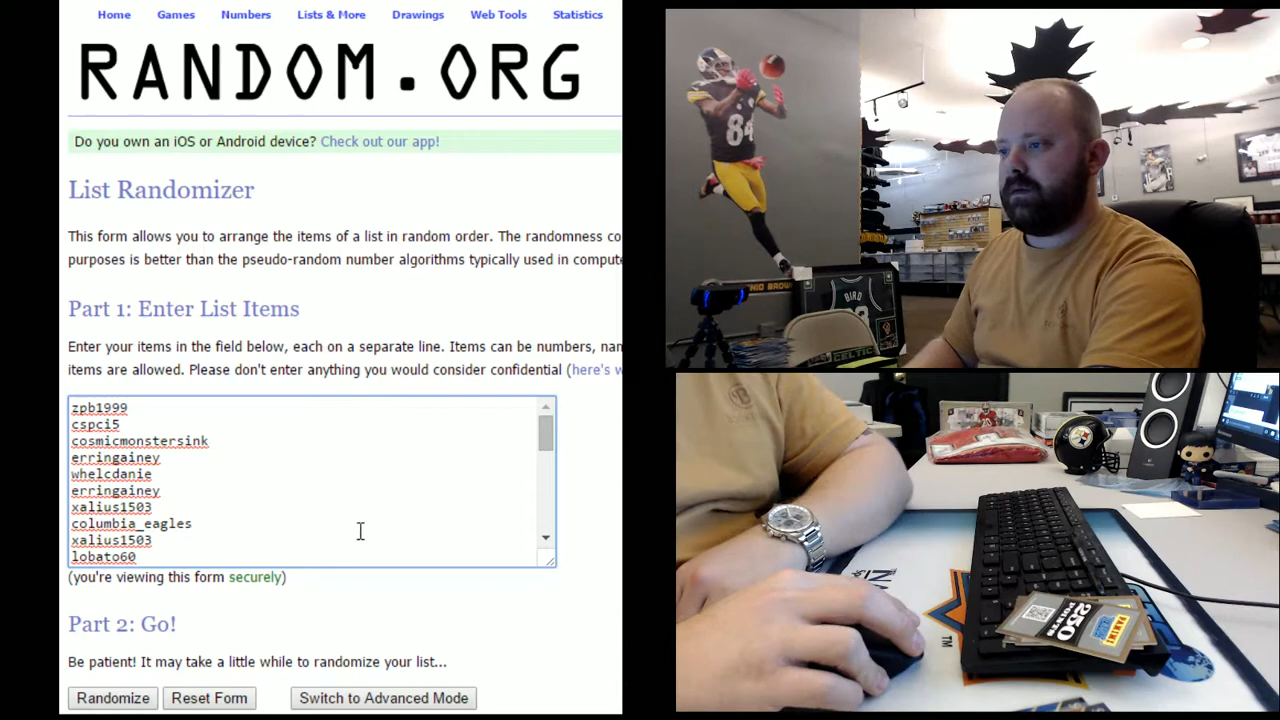 Home Games Numbers Lists & More Drawings Web Tools Statistics
RANDOM.ORG
Do you own an iOS or Android device? Check out our app!
List Randomizer
This form allows you to arrange the items of a list in random order. The randomness co
purposes is better than the pseudo-random number algorithms typically used in compute
Part 1: Enter List Items
Enter your items in the field below, each on a separate line. Items can be numbers, nam
items are allowed. Please don't enter anything you would consider confidential (here's w
zpb1999
cspci5
cosmicmonstersink
erringainey
whelcdanie
erringainey
xalius1503
columbia_eagles
xalius1503
lobato60
(you're viewing this form securely)
Part 2: Go!
Be patient! It may take a little while to randomize your list...
Randomize Reset Form Switch to Advanced Mode
84
BIRD
CELTIC
TM
250
POINTS
PANINI